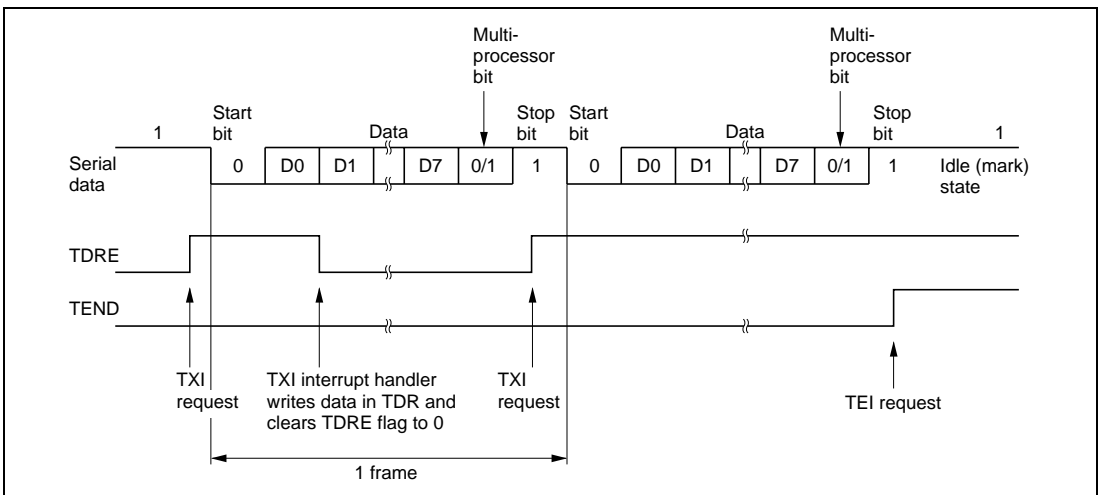 Multi-
processor
bit
Multi-
processor
bit
1
Start
bit
Data
Stop
bit
Start
bit
Data
Stop
bit
1
Serial
data
0 D0 D1 D7 0/1 1 0 D0 D1 D7 0/1 1
Idle (mark)
state
TDRE
TEND
TXI
request
TXI interrupt handler
writes data in TDR and
clears TDRE flag to 0
TXI
request
TEI request
1 frame